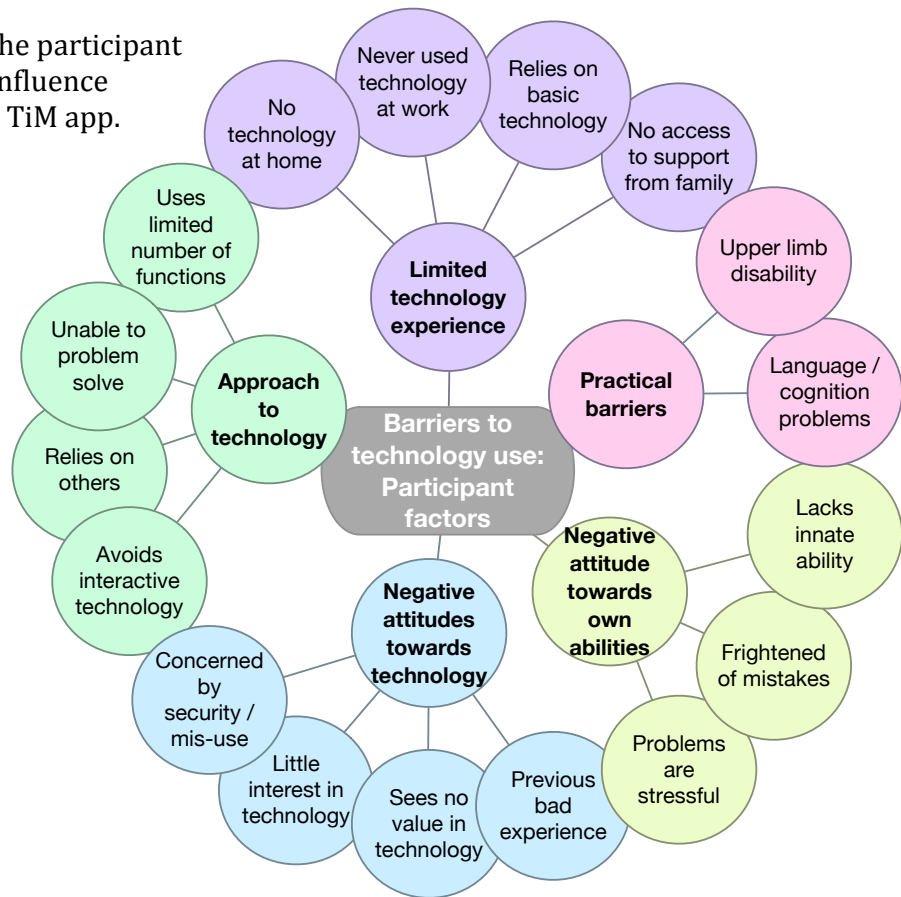 he participant
nfluence
TiM app.
No
technology
at home
Never used
technology
at work
Relies on
basic
technology
No access
to support
from family
Limited
technology
experience
Upper limb
disability
Language /
cognition
problems
Practical
barriers
Uses
limited
number of
functions
Unable to
problem
solve
Relies on
others
Avoids
interactive
technology
Approach
to
technology
Barriers to
technology use:
Participant
factors
Lacks
innate
ability
Frightened
of mistakes
Problems
are
stressful
Negative
attitude
towards
own
abilities
Negative
attitudes
towards
technology
Concerned
by
security /
mis-use
Little
interest in
technology
Sees no
value in
technology
Previous
bad
experience